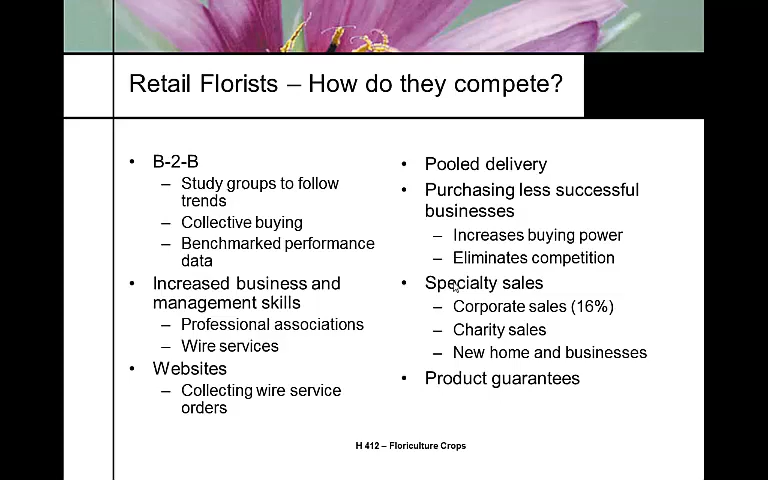 Retail Florists – How do they compete?
• B-2-B
– Study groups to follow
trends
– Collective buying
– Benchmarked performance
data
• Increased business and
management skills
– Professional associations
– Wire services
• Websites
– Collecting wire service
orders
• Pooled delivery
• Purchasing less successful
businesses
– Increases buying power
– Eliminates competition
• Specialty sales
– Corporate sales (16%)
– Charity sales
– New home and businesses
• Product guarantees
H 412 – Floriculture Crops